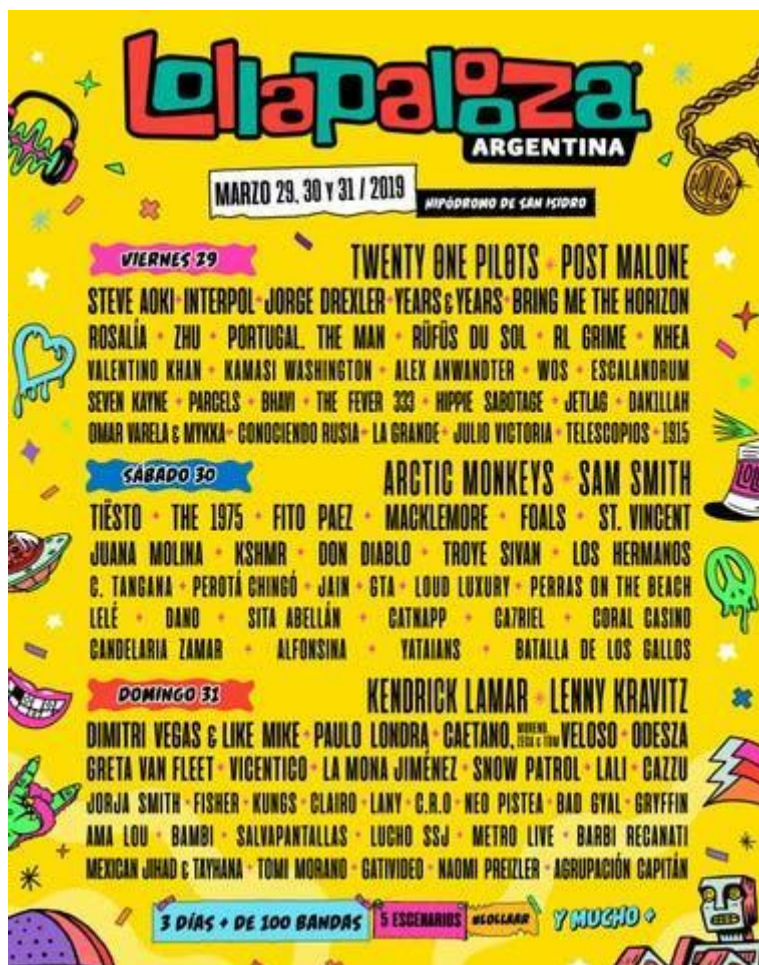 Lollapalooza
ARGENTINA
MARZO 29, 30 Y 31 / 2019
HIPÓDROMO DE SAN ISIDRO
VIERNES 29
TWENTY ØNE PILØTS • POST MALONE
STEVE AOKI • INTERPOL • JORGE DREXLER • YEARS & YEARS • BRING ME THE HORIZON
ROSALÍA • ZHU • PORTUGAL. THE MAN • RÜFÜS DU SOL • RL GRIME • KHEA
VALENTINO KHAN • KAMASI WASHINGTON • ALEX ANWANDTER • WOS • ESCALANDRUM
SEVEN KAYNE • PARCELS • BHAVI • THE FEVER 333 • HIPPIE SABOTAGE • JETLAG • DAK1LLAH
OMAR VARELA & MYKKA • CONOCIENDO RUSIA • LA GRANDE • JULIO VICTORIA • TELESCOPIOS • 1915
SÁBADO 30
ARCTIC MONKEYS • SAM SMITH
TIËSTO • THE 1975 • FITO PAEZ • MACKLEMORE • FOALS • ST. VINCENT
JUANA MOLINA • KSHMR • DON DIABLO • TROYE SIVAN • LOS HERMANOS
C. TANGANA • PEROTÁ CHINGÓ • JAIN • GTA • LOUD LUXURY • PERRAS ON THE BEACH
LELÉ • DANO • SITA ABELLÁN • CATNAPP • CA7RIEL • CORAL CASINO
CANDELARIA ZAMAR • ALFONSINA • YATAIANS • BATALLA DE LOS GALLOS
DOMINGO 31
KENDRICK LAMAR • LENNY KRAVITZ
DIMITRI VEGAS & LIKE MIKE • PAULO LONDRA • CAETANO, MORENO, ZECA & TOM VELOSO • ODESZA
GRETA VAN FLEET • VICENTICO • LA MONA JIMÉNEZ • SNOW PATROL • LALI • CAZZU
JORJA SMITH • FISHER • KUNGS • CLAIRO • LANY • C.R.O • NEO PISTEA • BAD GYAL • GRYFFIN
AMA LOU • BAMBI • SALVAPANTALLAS • LUCHO SSJ • METRO LIVE • BARBI RECANATI
MEXICAN JIHAD & TAYHANA • TOMI MORANO • GATIVIDEO • NAOMI PREIZLER • AGRUPACIÓN CAPITÁN
3 DÍAS + DE 100 BANDAS
5 ESCENARIOS
#LOLLAAR
Y MUCHO +